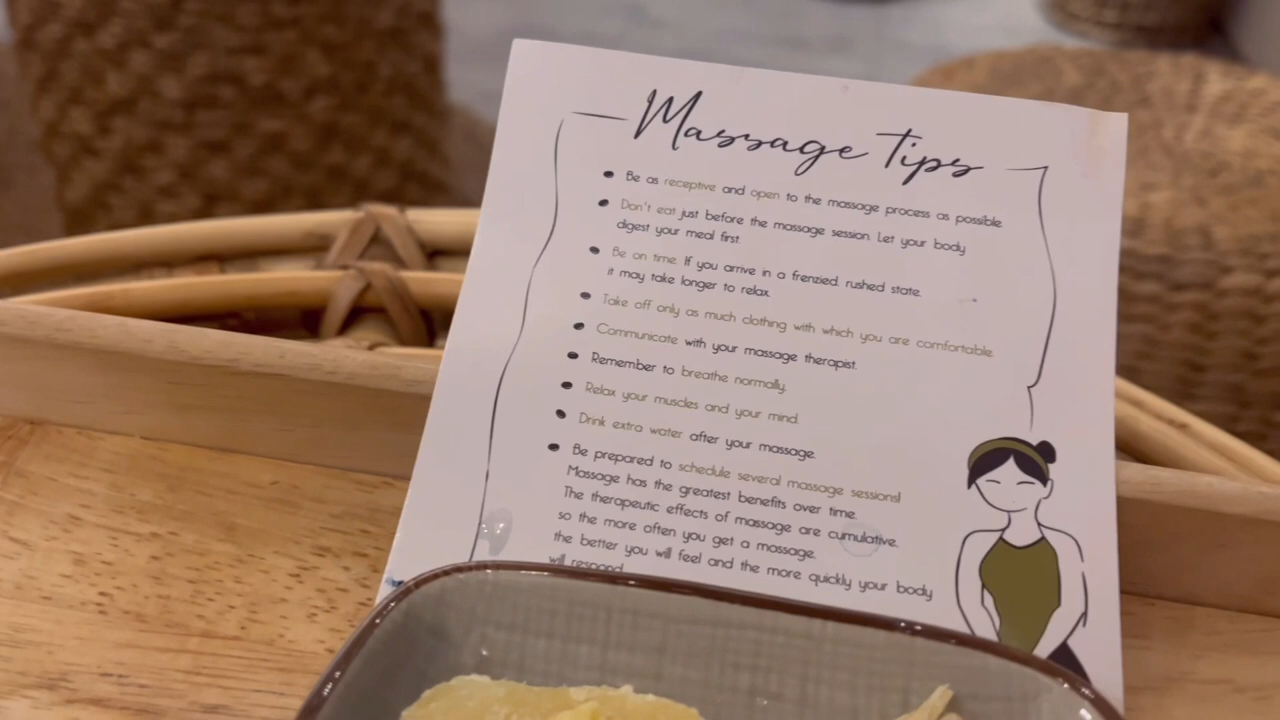 Massage Tips
Be as receptive and open to the massage process as possible.
Don't eat just before the massage session. Let your body
digest your meal first.
Be on time. If you arrive in a frenzied, rushed state,
it may take longer to relax.
Take off only as much clothing with which you are comfortable.
Communicate with your massage therapist.
Remember to breathe normally.
Relax your muscles and your mind.
Drink extra water after your massage.
Be prepared to schedule several massage sessions!
Massage has the greatest benefits over time.
The therapeutic effects of massage are cumulative,
so the more often you get a massage,
the better you will feel and the more quickly your body
will respond